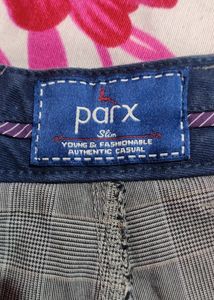 parx
Slim
YOUNG & FASHIONABLE
AUTHENTIC CASUAL